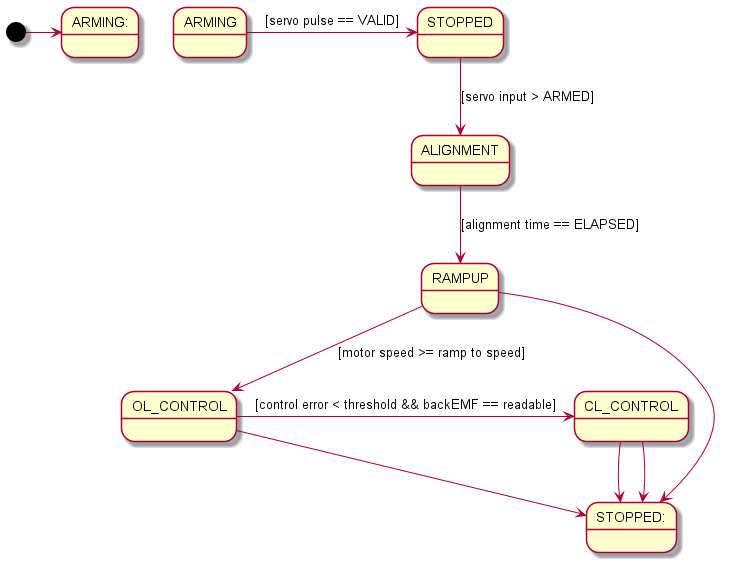 ARMING:
ARMING
[servo pulse == VALID]
STOPPED
[servo input > ARMED]
ALIGNMENT
[alignment time == ELAPSED]
RAMPUP
[motor speed >= ramp to speed]
OL_CONTROL
[control error < threshold && backEMF == readable]
CL_CONTROL
STOPPED: